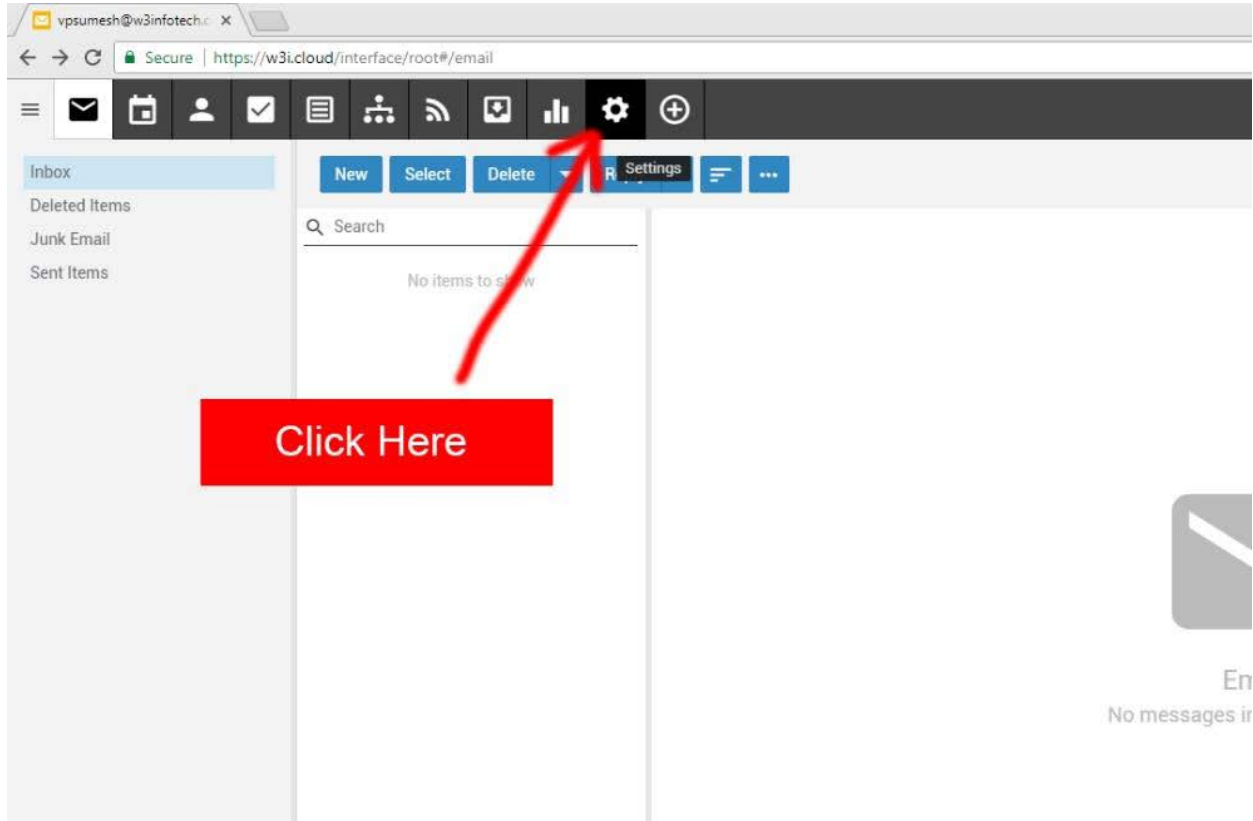 vpsumesh@w3infotech.c
Secure | https://w3i.cloud/interface/root#/email
Settings
Inbox
Deleted Items
Junk Email
Sent Items
New Select Delete
Search
No items to show
Click Here
No messages